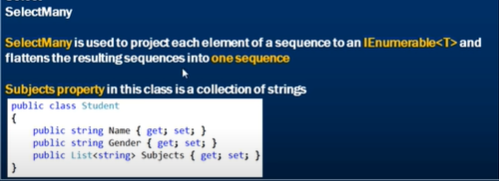 SelectMany
SelectMany is used to project each element of a sequence to an IEnumerable<T> and
flattens the resulting sequences into one sequence
Subjects property in this class is a collection of strings
public class Student
{
    public string Name { get; set; }
    public string Gender { get; set; }
    public List<string> Subjects { get; set; }
}